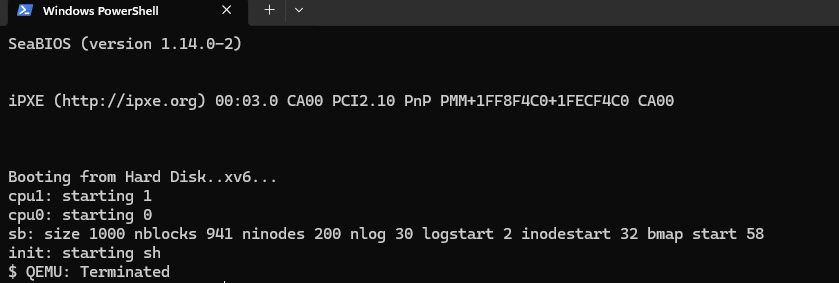 Windows PowerShell
SeaBIOS (version 1.14.0-2)
iPXE (http://ipxe.org) 00:03.0 CA00 PCI2.10 PnP PMM+1FF8F4C0+1FECF4C0 CA00
Booting from Hard Disk..xv6...
cpu1: starting 1
cpu0: starting 0
sb: size 1000 nblocks 941 ninodes 200 nlog 30 logstart 2 inodestart 32 bmap start 58
init: starting sh
$ QEMU: Terminated